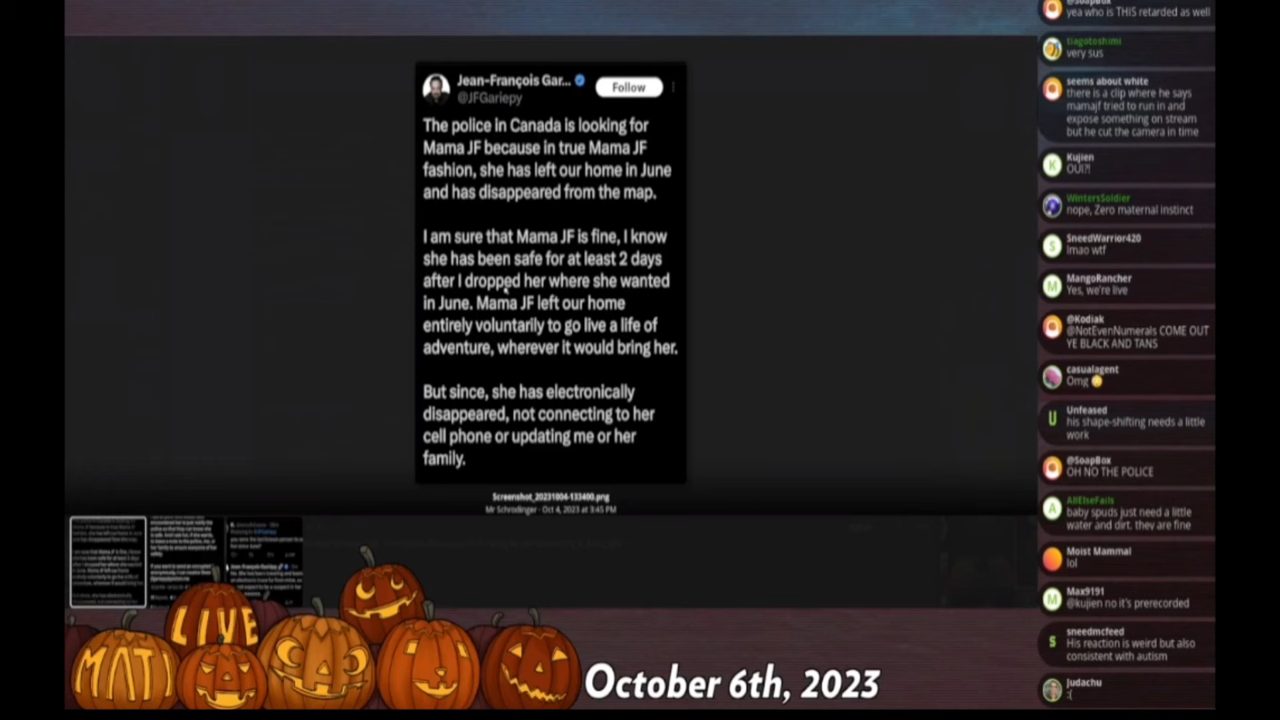 Jean-François Gar...
Follow
@JFGariepy
The police in Canada is looking for
Mama JF because in true Mama JF
fashion, she has left our home in June
and has disappeared from the map.
I am sure that Mama JF is fine, I know
she has been safe for at least 2 days
after I dropped her where she wanted
in June. Mama JF left our home
entirely voluntarily to go live a life of
adventure, wherever it would bring her.
But since, she has electronically
disappeared, not connecting to her
cell phone or updating me or her
family.
Screenshot_20231004-133400.png
Mr Schrodinger · Oct 4, 2023 at 3:45 PM
LIVE
MATI
October 6th, 2023
@SoapBox
yea who is THiS retarded as well
tiagotoshimi
very sus
seems about white
there is a clip where he says
mamajf tried to run in and
expose something on stream
but he cut the camera in time
K
Kujien
OUI?!
WintersSoldier
nope, Zero maternal instinct
S
SneedWarrior420
lmao wtf
M
MangoRancher
Yes, we're live
@Kodiak
@NotEvenNumerals COME OUT
YE BLACK AND TANS
casualagent
Omg
U
Unfeased
his shape-shifting needs a little
work
@SoapBox
OH NO THE POLICE
A
AllElseFails
baby spuds just need a little
water and dirt. they are fine
Moist Mammal
lol
M
Max9191
@kujien no it's prerecorded
S
sneedmcfeed
His reaction is weird but also
consistent with autism
Judachu
:(